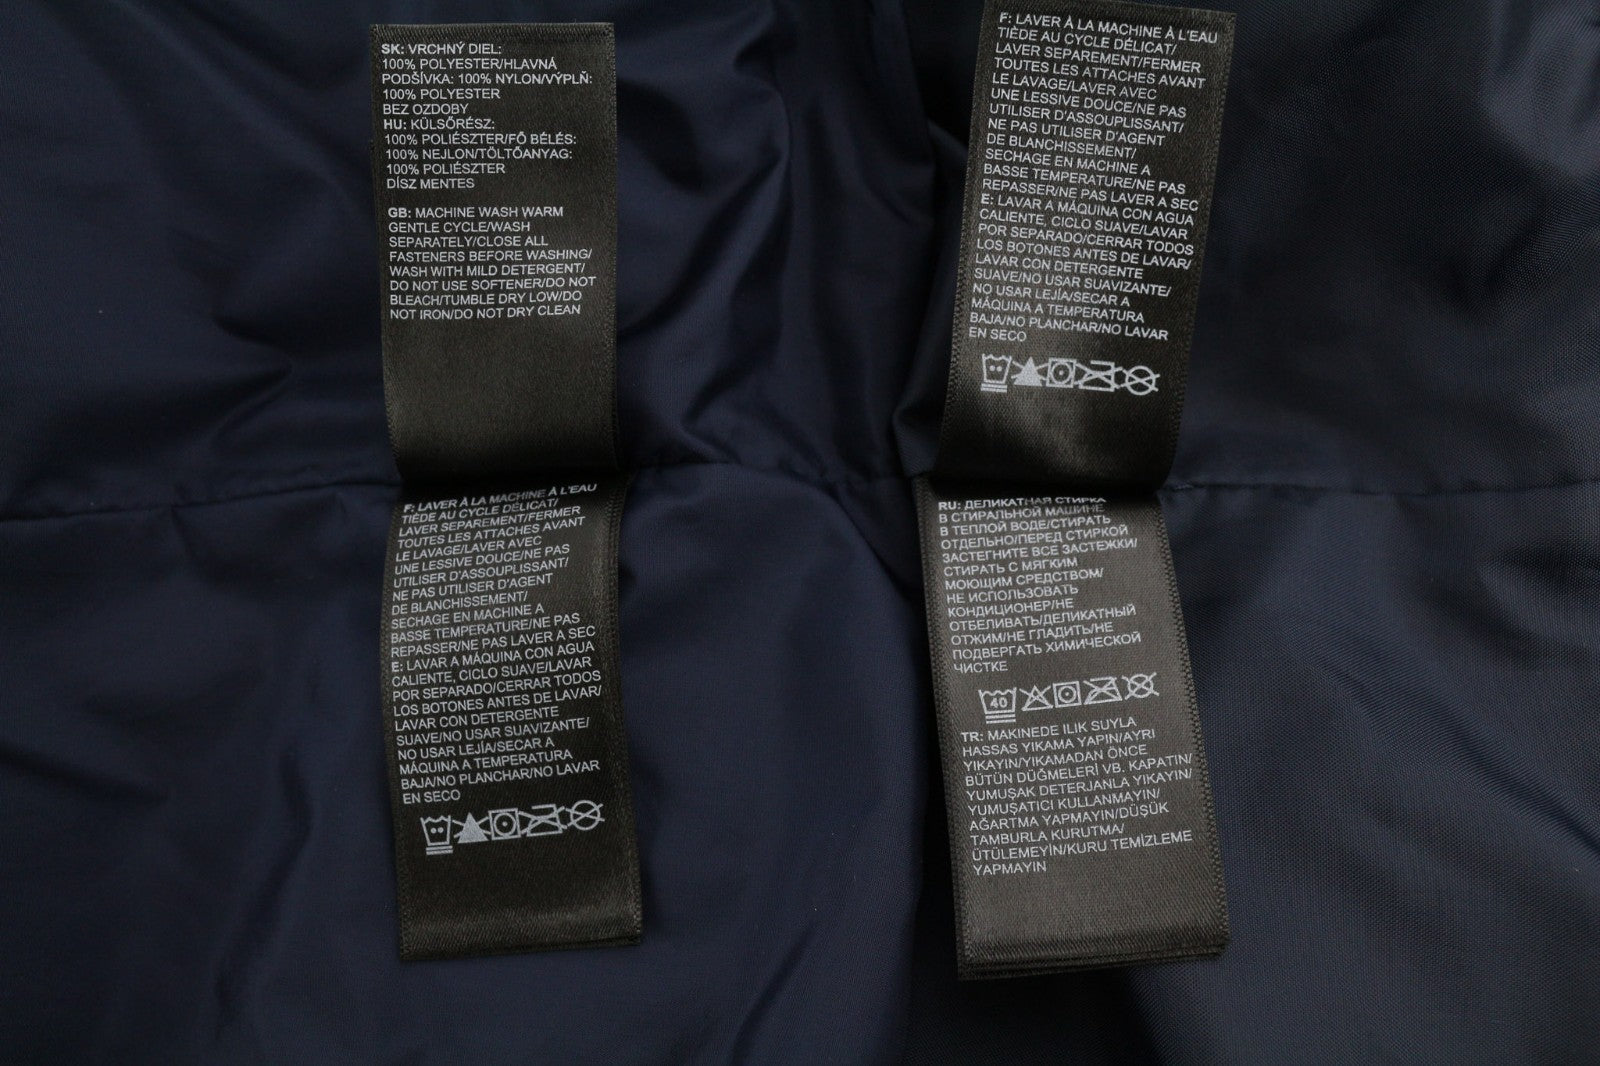 SK: VRCHNÝ DIEL:
100% POLYESTER/HLAVNÁ
PODŠÍVKA: 100% NYLON/VÝPLŇ:
100% POLYESTER
BEZ OZDOBY
HU: KÜLSŐRÉSZ:
100% POLIÉSZTER/FŐ BÉLÉS:
100% NEJLON/TÖLTŐANYAG:
100% POLIÉSZTER
DÍSZ MENTES
GB: MACHINE WASH WARM
GENTLE CYCLE/WASH
SEPARATELY/CLOSE ALL
FASTENERS BEFORE WASHING/
WASH WITH MILD DETERGENT/
DO NOT USE SOFTENER/DO NOT
BLEACH/TUMBLE DRY LOW/DO
NOT IRON/DO NOT DRY CLEAN
F: LAVER À LA MACHINE À L'EAU
TIÈDE AU CYCLE DÉLICAT/
LAVER SEPAREMENT/FERMER
TOUTES LES ATTACHES AVANT
LE LAVAGE/LAVER AVEC
UNE LESSIVE DOUCE/NE PAS
UTILISER D'ASSOUPLISSANT/
NE PAS UTILISER D'AGENT
DE BLANCHISSEMENT/
SECHAGE EN MACHINE A
BASSE TEMPERATURE/NE PAS
REPASSER/NE PAS LAVER A SEC
E: LAVAR A MÁQUINA CON AGUA
CALIENTE, CICLO SUAVE/LAVAR
POR SEPARADO/CERRAR TODOS
LOS BOTONES ANTES DE LAVAR/
LAVAR CON DETERGENTE
SUAVE/NO USAR SUAVIZANTE/
NO USAR LEJÍA/SECAR A
MÁQUINA A TEMPERATURA
BAJA/NO PLANCHAR/NO LAVAR
EN SECO
F: LAVER À LA MACHINE À L'EAU
TIÈDE AU CYCLE DÉLICAT/
LAVER SEPAREMENT/FERMER
TOUTES LES ATTACHES AVANT
LE LAVAGE/LAVER AVEC
UNE LESSIVE DOUCE/NE PAS
UTILISER D'ASSOUPLISSANT/
NE PAS UTILISER D'AGENT
DE BLANCHISSEMENT/
SECHAGE EN MACHINE A
BASSE TEMPERATURE/NE PAS
REPASSER/NE PAS LAVER A SEC
E: LAVAR A MÁQUINA CON AGUA
CALIENTE, CICLO SUAVE/LAVAR
POR SEPARADO/CERRAR TODOS
LOS BOTONES ANTES DE LAVAR/
LAVAR CON DETERGENTE
SUAVE/NO USAR SUAVIZANTE/
NO USAR LEJÍA/SECAR A
MÁQUINA A TEMPERATURA
BAJA/NO PLANCHAR/NO LAVAR
EN SECO
RU: ДЕЛИКАТНАЯ СТИРКА
В СТИРАЛЬНОЙ МАШИНЕ
В ТЕПЛОЙ ВОДЕ/СТИРАТЬ
ОТДЕЛЬНО/ПЕРЕД СТИРКОЙ
ЗАСТЕГНИТЕ ВСЕ ЗАСТЕЖКИ/
СТИРАТЬ С МЯГКИМ
МОЮЩИМ СРЕДСТВОМ/
НЕ ИСПОЛЬЗОВАТЬ
КОНДИЦИОНЕР/НЕ
ОТБЕЛИВАТЬ/ДЕЛИКАТНЫЙ
ОТЖИМ/НЕ ГЛАДИТЬ/НЕ
ПОДВЕРГАТЬ ХИМИЧЕСКОЙ
ЧИСТКЕ
40
TR: MAKINEDE ILIK SUYLA
HASSAS YIKAMA YAPIN/AYRI
YIKAYIN/YIKAMADAN ÖNCE
BÜTÜN DÜĞMELERİ VB. KAPATIN/
YUMUŞAK DETERJANLA YIKAYIN/
YUMUŞATICI KULLANMAYIN/
AĞARTMA YAPMAYIN/DÜŞÜK
TAMBURLA KURUTMA/
ÜTÜLEMEYİN/KURU TEMİZLEME
YAPMAYIN